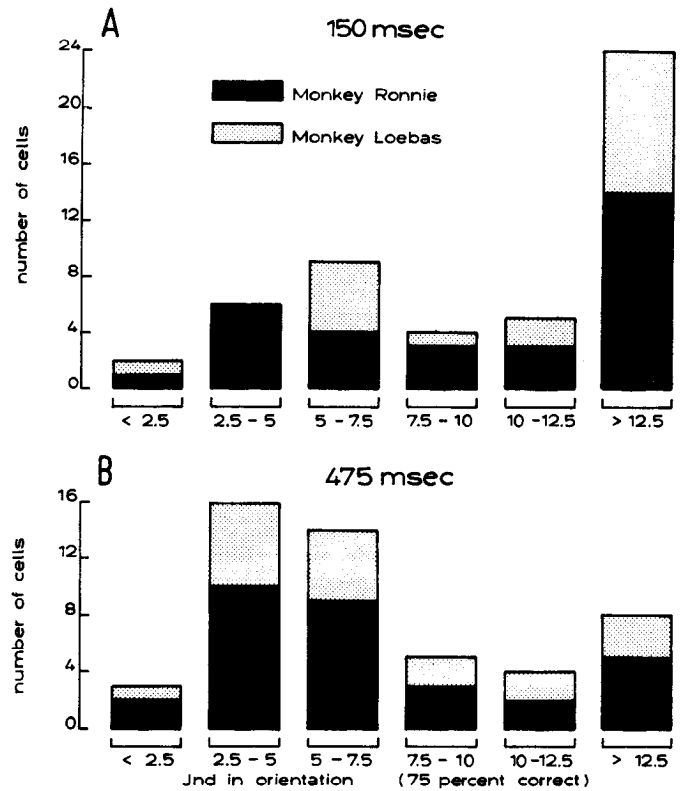 A
150 msec
24
20
16
12
8
4
0
number of cells
Monkey Ronnie
Monkey Loebas
< 2.5
2.5 - 5
5 - 7.5
7.5 - 10
10 - 12.5
> 12.5
B
475 msec
16
12
8
4
0
number of cells
< 2.5
2.5 - 5
5 - 7.5
7.5 - 10
10 - 12.5
> 12.5
Jnd in orientation (75 percent correct)